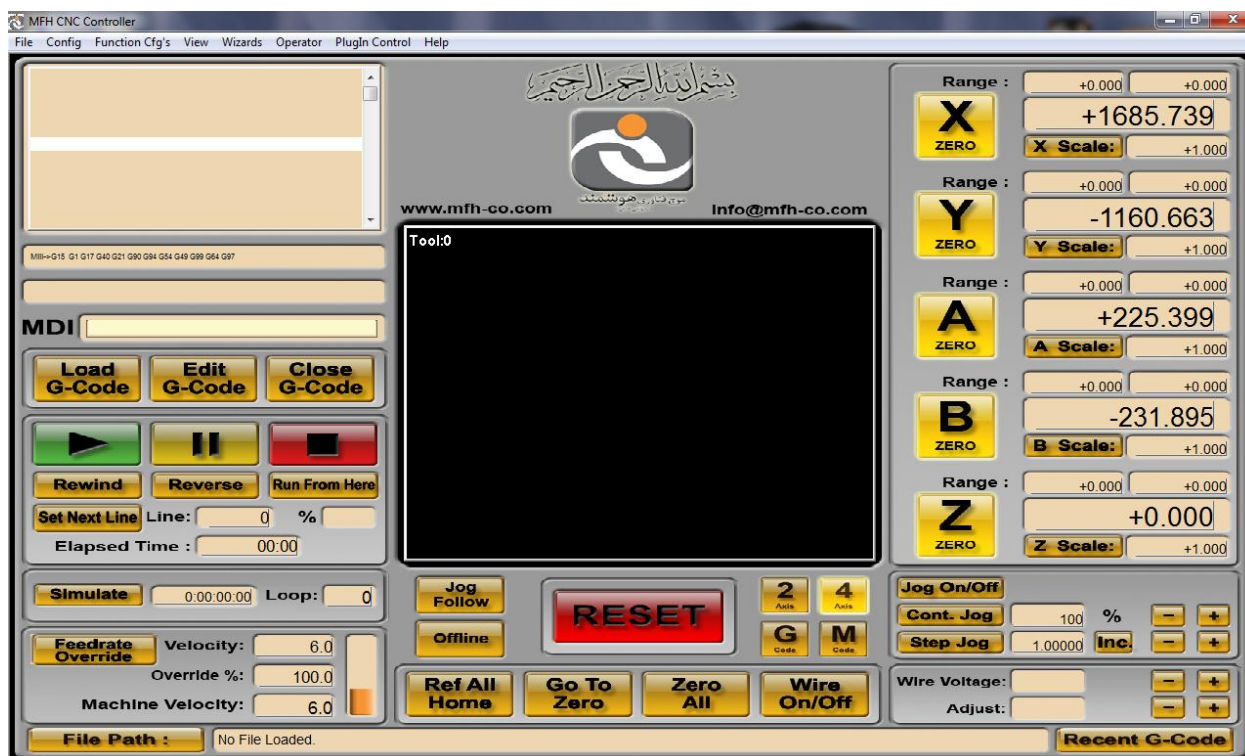 MFH CNC Controller
File Config Function Cfg's View Wizards Operator PlugIn Control Help
بسم الله الرحمن الرحيم
موج فناوری هوشمند
www.mfh-co.com info@mfh-co.com
Tool:0
Mill->G15 G1 G17 G40 G21 G90 G94 G54 G49 G99 G64 G97
MDI
Load G-Code
Edit G-Code
Close G-Code
Rewind Reverse Run From Here
Set Next Line Line: 0 %
Elapsed Time : 00:00
Simulate 0:00:00:00 Loop: 0
Feedrate Override
Velocity: 6.0
Override %: 100.0
Machine Velocity: 6.0
Jog Follow
Offline
RESET
2 Axis
4 Axis
G Code
M Code
Ref All Home
Go To Zero
Zero All
Wire On/Off
Range : +0.000 +0.000
X ZERO +1685.739
X Scale: +1.000
Range : +0.000 +0.000
Y ZERO -1160.663
Y Scale: +1.000
Range : +0.000 +0.000
A ZERO +225.399
A Scale: +1.000
Range : +0.000 +0.000
B ZERO -231.895
B Scale: +1.000
Range : +0.000 +0.000
Z ZERO +0.000
Z Scale: +1.000
Jog On/Off
Cont. Jog 100 % - +
Step Jog 1.00000 Inc. - +
Wire Voltage: - +
Adjust: - +
File Path : No File Loaded. Recent G-Code